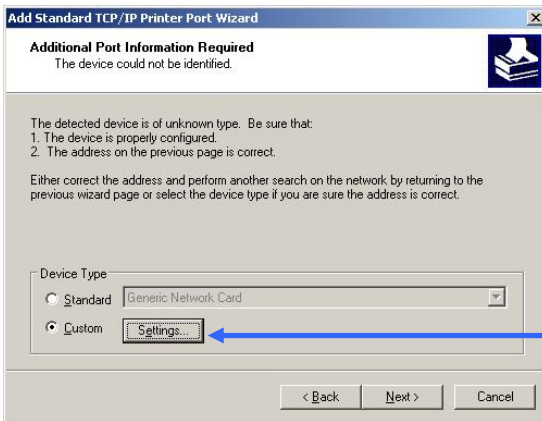 Add Standard TCP/IP Printer Port Wizard
Additional Port Information Required
The device could not be identified.
The detected device is of unknown type. Be sure that:
1. The device is properly configured.
2. The address on the previous page is correct.
Either correct the address and perform another search on the network by returning to the
previous wizard page or select the device type if you are sure the address is correct.
Device Type
Standard Generic Network Card
Custom Settings...
< Back Next > Cancel